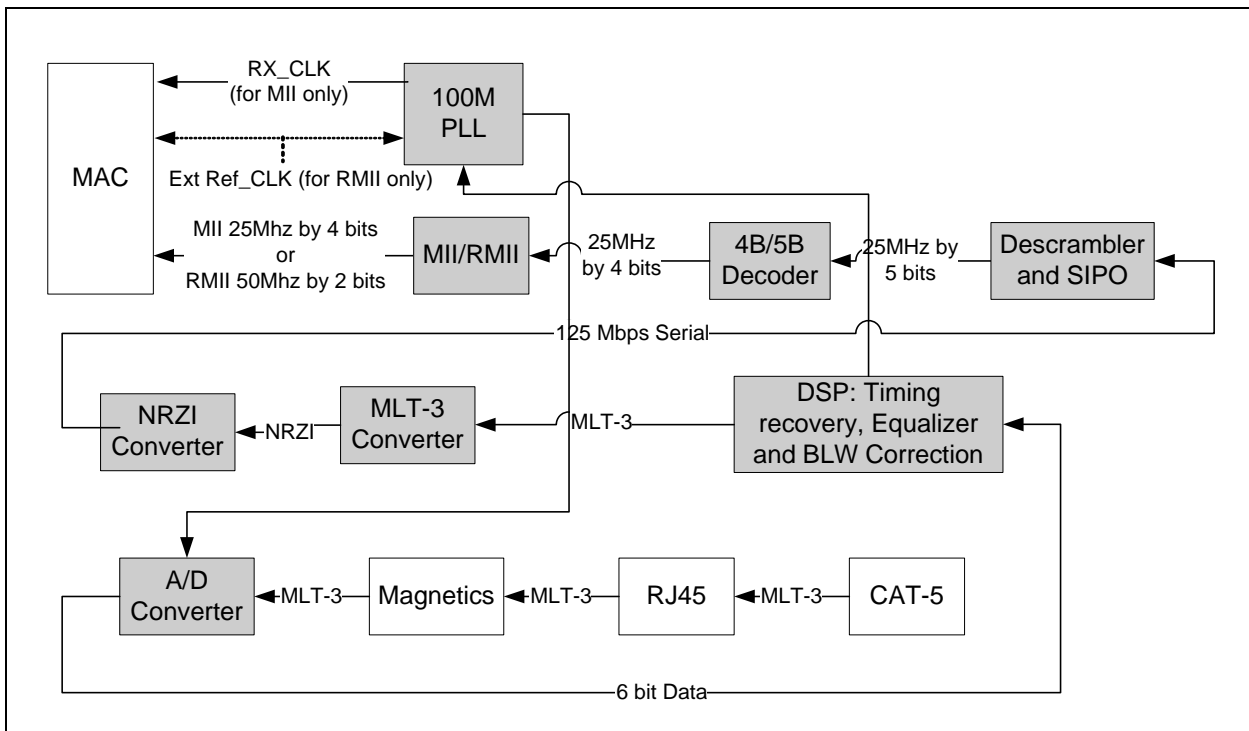 RX_CLK
(for MII only)
100M
PLL
MAC
Ext Ref_CLK (for RMII only)
MII 25Mhz by 4 bits
or
RMII 50Mhz by 2 bits
MII/RMII
25MHz
by 4 bits
4B/5B
Decoder
25MHz by
5 bits
Descrambler
and SIPO
125 Mbps Serial
NRZI
Converter
NRZI
MLT-3
Converter
MLT-3
DSP: Timing
recovery, Equalizer
and BLW Correction
A/D
Converter
MLT-3
Magnetics
MLT-3
RJ45
MLT-3
CAT-5
6 bit Data